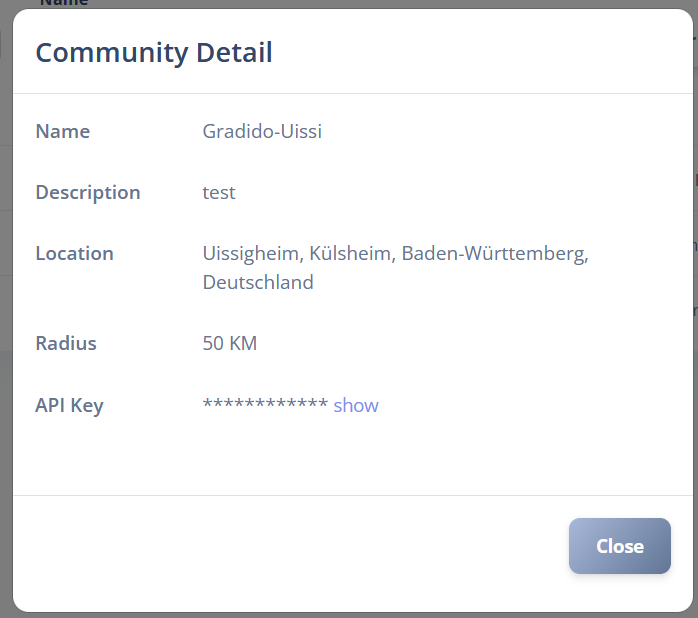 Name
Community Detail
Name Gradido-Uissi
Description test
Location Uissigheim, Külsheim, Baden-Württemberg,
Deutschland
Radius 50 KM
API Key ************ show
Close